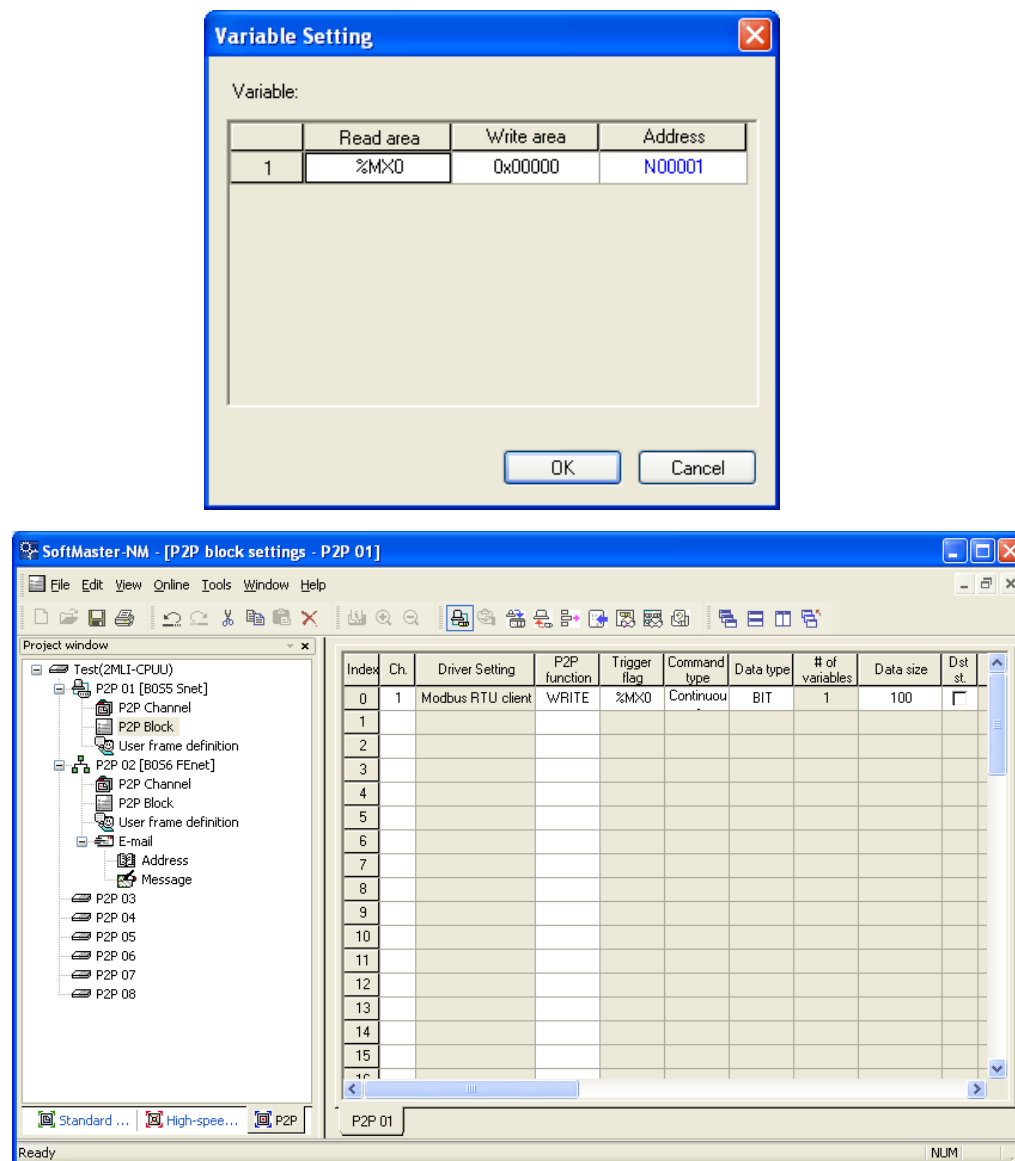 Variable Setting
Variable:
Read area Write area Address
1 %MX0 0x00000 N00001
OK Cancel
SoftMaster-NM - [P2P block settings - P2P 01]
File Edit View Online Tools Window Help
Project window
Test(2MLI-CPUU)
P2P 01 [B0S5 Snet]
P2P Channel
P2P Block
User frame definition
P2P 02 [B0S6 FEnet]
P2P Channel
P2P Block
User frame definition
E-mail
Address
Message
P2P 03
P2P 04
P2P 05
P2P 06
P2P 07
P2P 08
Standard ... High-spee... P2P
Index Ch. Driver Setting P2P function Trigger flag Command type Data type # of variables Data size Dst st.
0 1 Modbus RTU client WRITE %MX0 Continuou BIT 1 100
1
2
3
4
5
6
7
8
9
10
11
12
13
14
15
P2P 01
Ready NUM